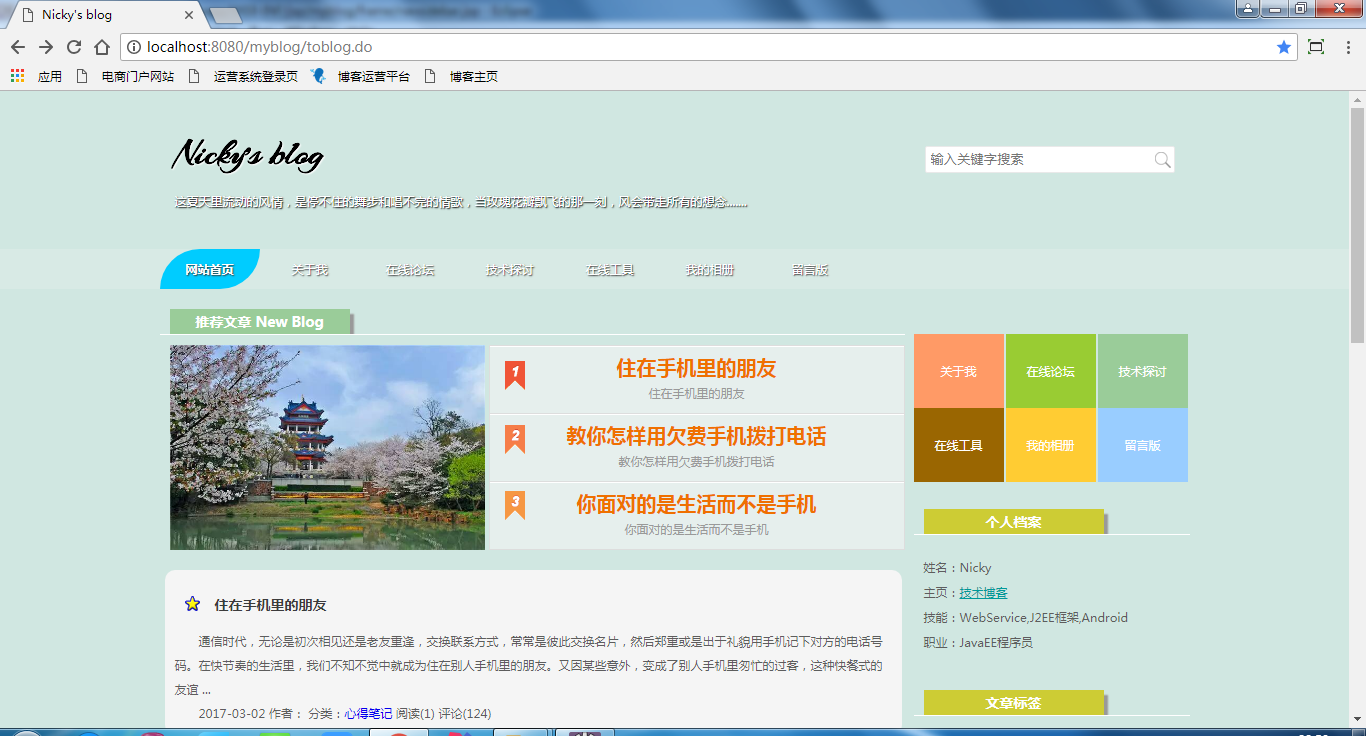 Nicky's blog
localhost:8080/myblog/toblog.do
应用 电商门户网站 运营系统登录页 博客运营平台 博客主页
Nicky's blog
输入关键字搜索
这夏天里流动的风情，是停不住的舞步和唱不完的情歌，当玫瑰花瓣飘飞的那一刻，风会带走所有的想念.......
网站首页 关于我 在线论坛 技术探讨 在线工具 我的相册 留言版
推荐文章 New Blog
1 住在手机里的朋友
住在手机里的朋友
2 教你怎样用欠费手机拨打电话
教你怎样用欠费手机拨打电话
3 你面对的是生活而不是手机
你面对的是生活而不是手机
关于我 在线论坛 技术探讨
在线工具 我的相册 留言版
个人档案
姓名：Nicky
主页：技术博客
技能：WebService,J2EE框架,Android
职业：JavaEE程序员
文章标签
住在手机里的朋友
通信时代，无论是初次相见还是老友重逢，交换联系方式，常常是彼此交换名片，然后郑重或是出于礼貌用手机记下对方的电话号
码。在快节奏的生活里，我们不知不觉中就成为住在别人手机里的朋友。又因某些意外，变成了别人手机里匆忙的过客，这种快餐式的
友谊 ...
2017-03-02 作者： 分类：心得笔记 阅读(1) 评论(124)